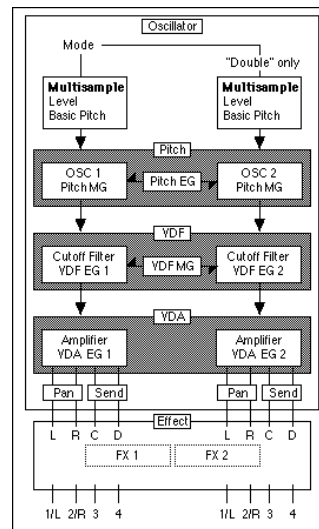 Oscillator
Mode
"Double" only
Multisample
Level
Basic Pitch
Multisample
Level
Basic Pitch
Pitch
OSC 1
Pitch MG
Pitch EG
OSC 2
Pitch MG
VDF
Cutoff Filter
VDF EG 1
VDF MG
Cutoff Filter
VDF EG 2
VDA
Amplifier
VDA EG 1
Amplifier
VDA EG 2
Pan
Send
Pan
Send
Effect
L R C D
L R C D
FX 1
FX 2
1/L 2/R 3 4
1/L 2/R 3 4